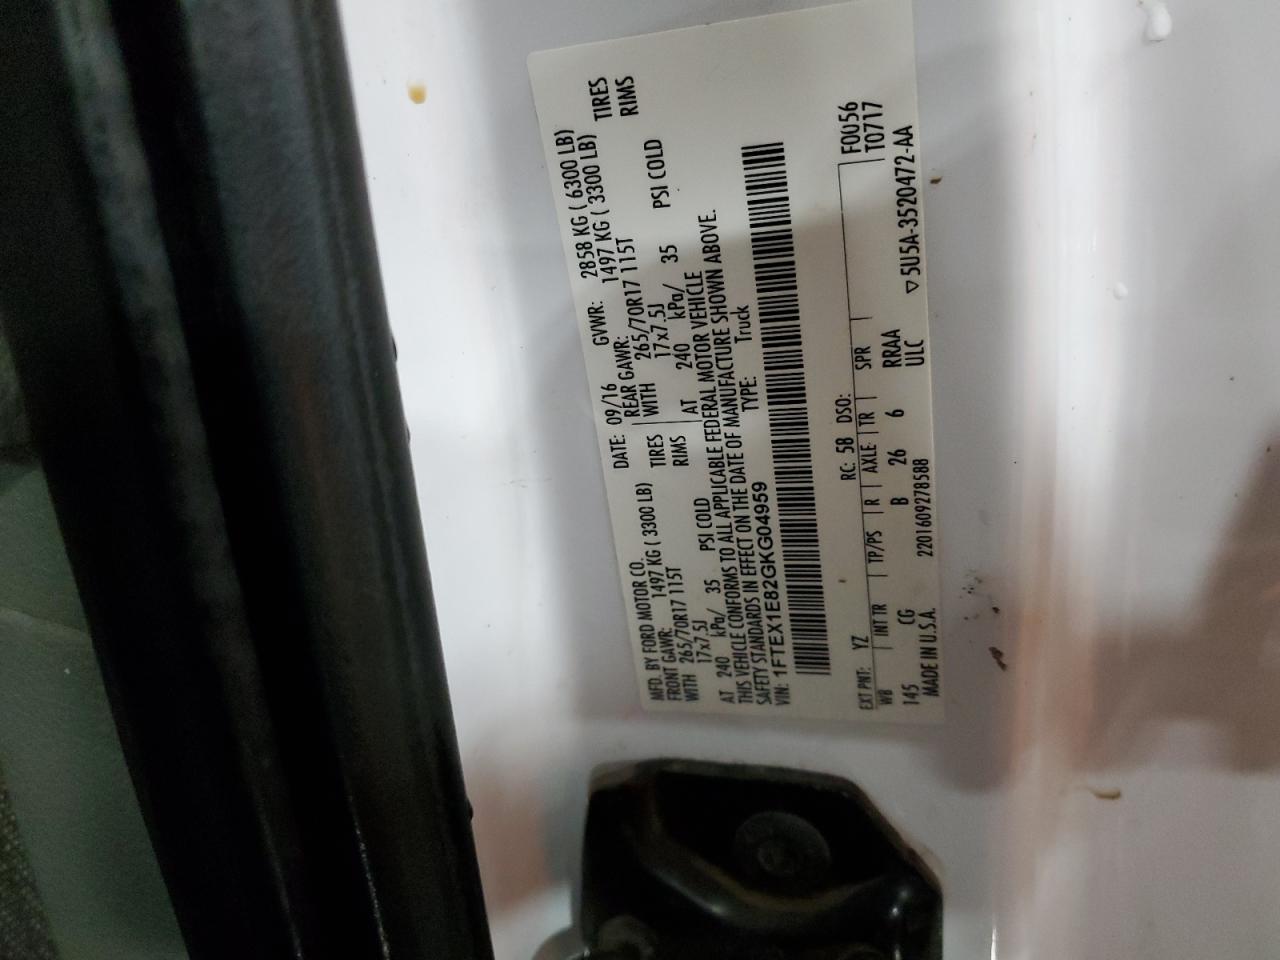 MFD. BY FORD MOTOR CO. DATE: 09/16 GVWR: 2858 KG ( 6300 LB)
FRONT GAWR: 1497 KG ( 3300 LB) REAR GAWR: 1497 KG ( 3300 LB)
WITH 265/70R17 115T TIRES WITH 265/70R17 115T TIRES
17x7.5J RIMS 17x7.5J RIMS
AT 240 kPa/ 35 PSI COLD AT 240 kPa/ 35 PSI COLD
THIS VEHICLE CONFORMS TO ALL APPLICABLE FEDERAL MOTOR VEHICLE
SAFETY STANDARDS IN EFFECT ON THE DATE OF MANUFACTURE SHOWN ABOVE.
VIN: 1FTEX1E82GKG04959 TYPE: Truck
EXT PNT: YZ RC: 58 DSO: F0056
WB INT TR TP/PS R AXLE TR SPR T0717
145 CG B 26 6 RRAA
MADE IN U.S.A. 2201609278588 ULC ▽5U5A-3520472-AA